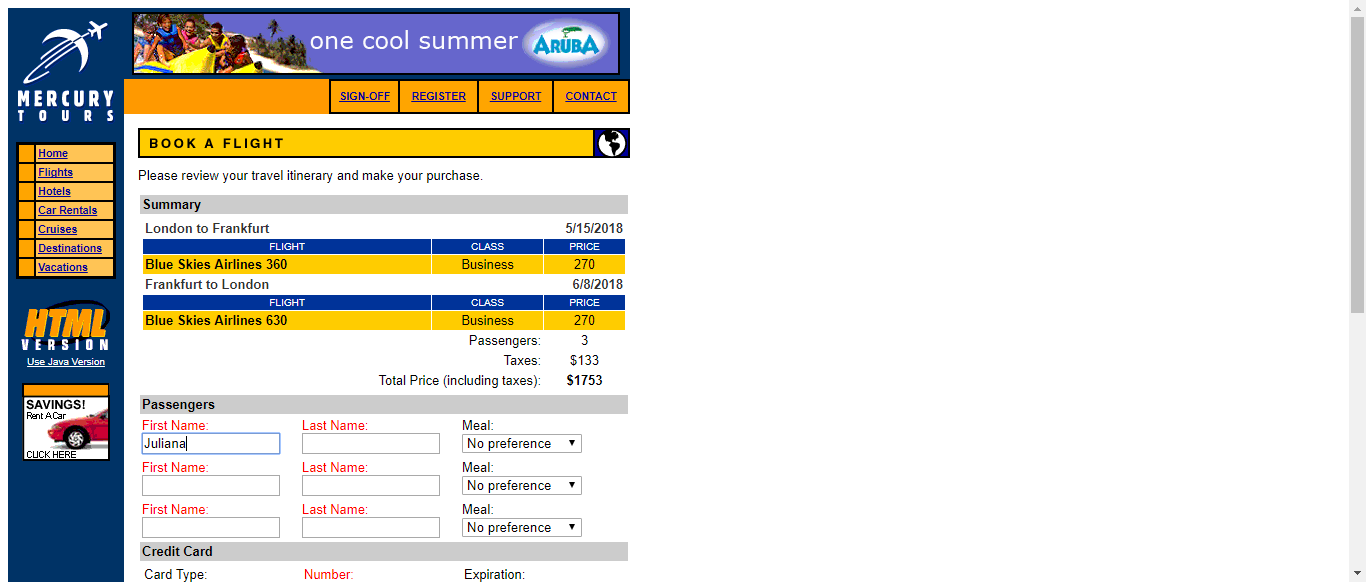 one cool summer ARUBA
MERCURY
TOURS
SIGN-OFF REGISTER SUPPORT CONTACT
Home
Flights
Hotels
Car Rentals
Cruises
Destinations
Vacations
HTML
VERSION
Use Java Version
SAVINGS!
Rent A Car
CLICK HERE
BOOK A FLIGHT
Please review your travel itinerary and make your purchase.
Summary
London to Frankfurt 5/15/2018
FLIGHT CLASS PRICE
Blue Skies Airlines 360 Business 270
Frankfurt to London 6/8/2018
FLIGHT CLASS PRICE
Blue Skies Airlines 630 Business 270
Passengers: 3
Taxes: $133
Total Price (including taxes): $1753
Passengers
First Name: Last Name: Meal:
Juliana No preference
First Name: Last Name: Meal:
No preference
First Name: Last Name: Meal:
No preference
Credit Card
Card Type: Number: Expiration: